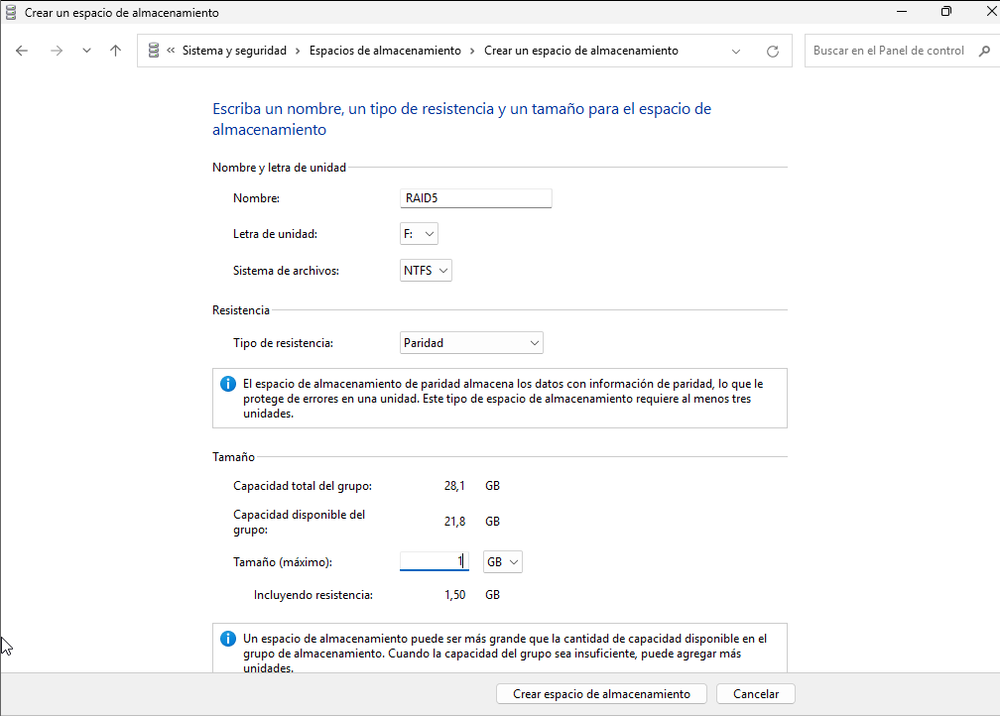 Crear un espacio de almacenamiento
« Sistema y seguridad › Espacios de almacenamiento › Crear un espacio de almacenamiento
Buscar en el Panel de control
Escriba un nombre, un tipo de resistencia y un tamaño para el espacio de
almacenamiento
Nombre y letra de unidad
Nombre: RAID5
Letra de unidad: F:
Sistema de archivos: NTFS
Resistencia
Tipo de resistencia: Paridad
El espacio de almacenamiento de paridad almacena los datos con información de paridad, lo que le
protege de errores en una unidad. Este tipo de espacio de almacenamiento requiere al menos tres
unidades.
Tamaño
Capacidad total del grupo: 28,1 GB
Capacidad disponible del
grupo: 21,8 GB
Tamaño (máximo): 1 GB
Incluyendo resistencia: 1,50 GB
Un espacio de almacenamiento puede ser más grande que la cantidad de capacidad disponible en el
grupo de almacenamiento. Cuando la capacidad del grupo sea insuficiente, puede agregar más
unidades.
Crear espacio de almacenamiento Cancelar